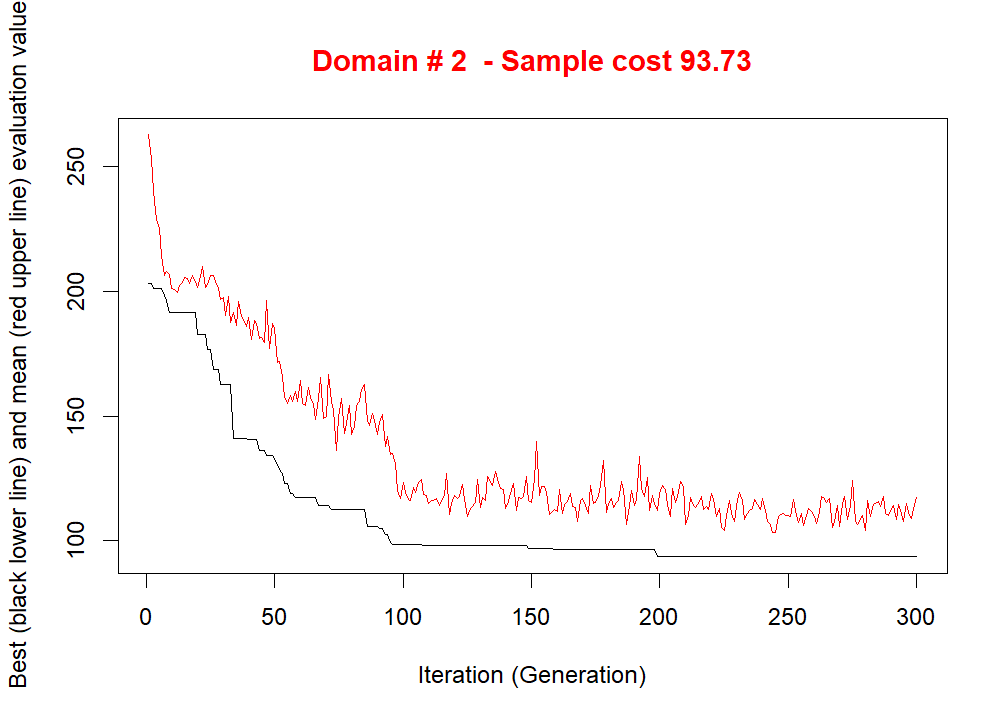 Domain # 2  - Sample cost 93.73
Best (black lower line) and mean (red upper line) evaluation value
250
200
150
100
0 50 100 150 200 250 300
Iteration (Generation)